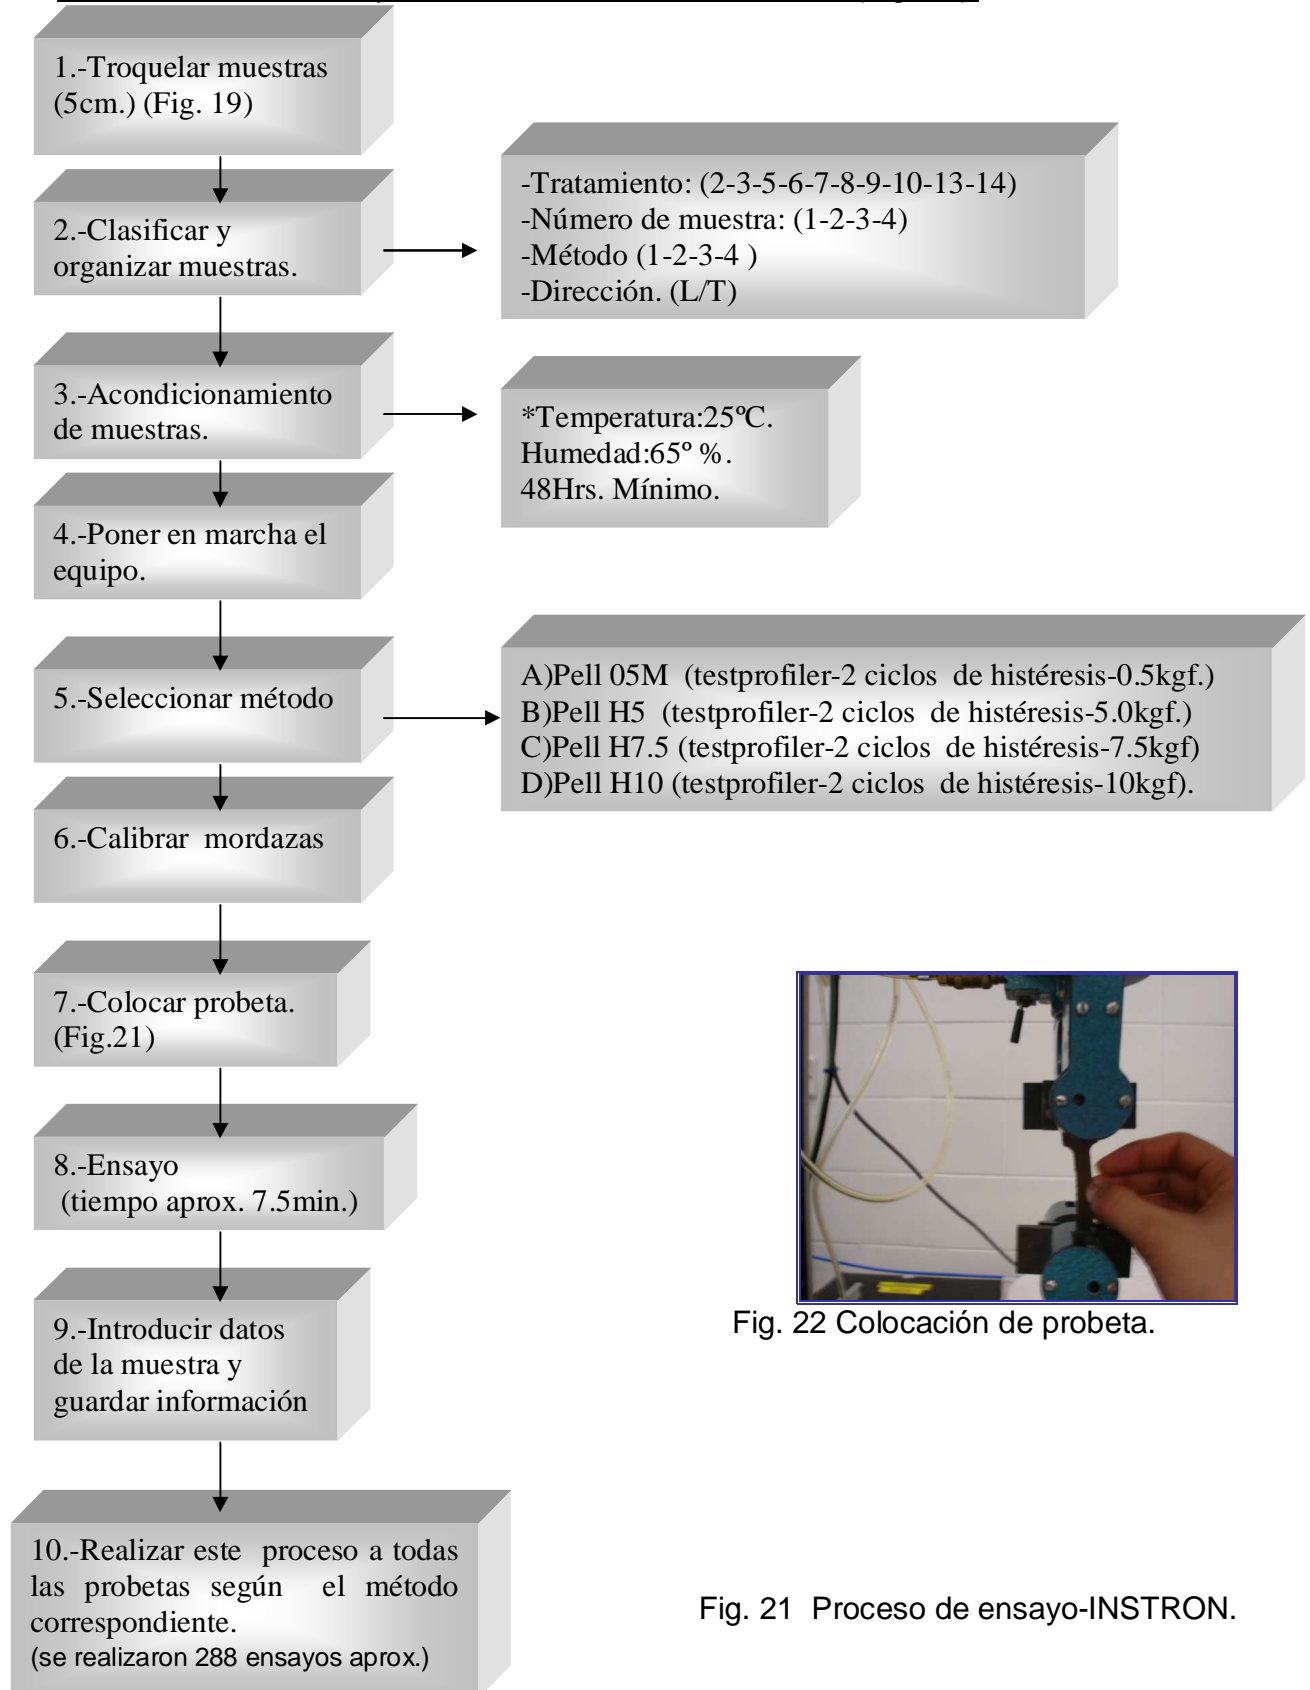 1.-Troquelar muestras
(5cm.) (Fig. 19)
2.-Clasificar y
organizar muestras.
-Tratamiento: (2-3-5-6-7-8-9-10-13-14)
-Número de muestra: (1-2-3-4)
-Método (1-2-3-4 )
-Dirección. (L/T)
3.-Acondicionamiento
de muestras.
*Temperatura:25ºC.
Humedad:65º %.
48Hrs. Mínimo.
4.-Poner en marcha el
equipo.
5.-Seleccionar método
A)Pell 05M (testprofiler-2 ciclos de histéresis-0.5kgf.)
B)Pell H5 (testprofiler-2 ciclos de histéresis-5.0kgf.)
C)Pell H7.5 (testprofiler-2 ciclos de histéresis-7.5kgf)
D)Pell H10 (testprofiler-2 ciclos de histéresis-10kgf).
6.-Calibrar mordazas
7.-Colocar probeta.
(Fig.21)
8.-Ensayo
(tiempo aprox. 7.5min.)
9.-Introducir datos
de la muestra y
guardar información
Fig. 22 Colocación de probeta.
10.-Realizar este proceso a todas
las probetas según el método
correspondiente.
(se realizaron 288 ensayos aprox.)
Fig. 21 Proceso de ensayo-INSTRON.